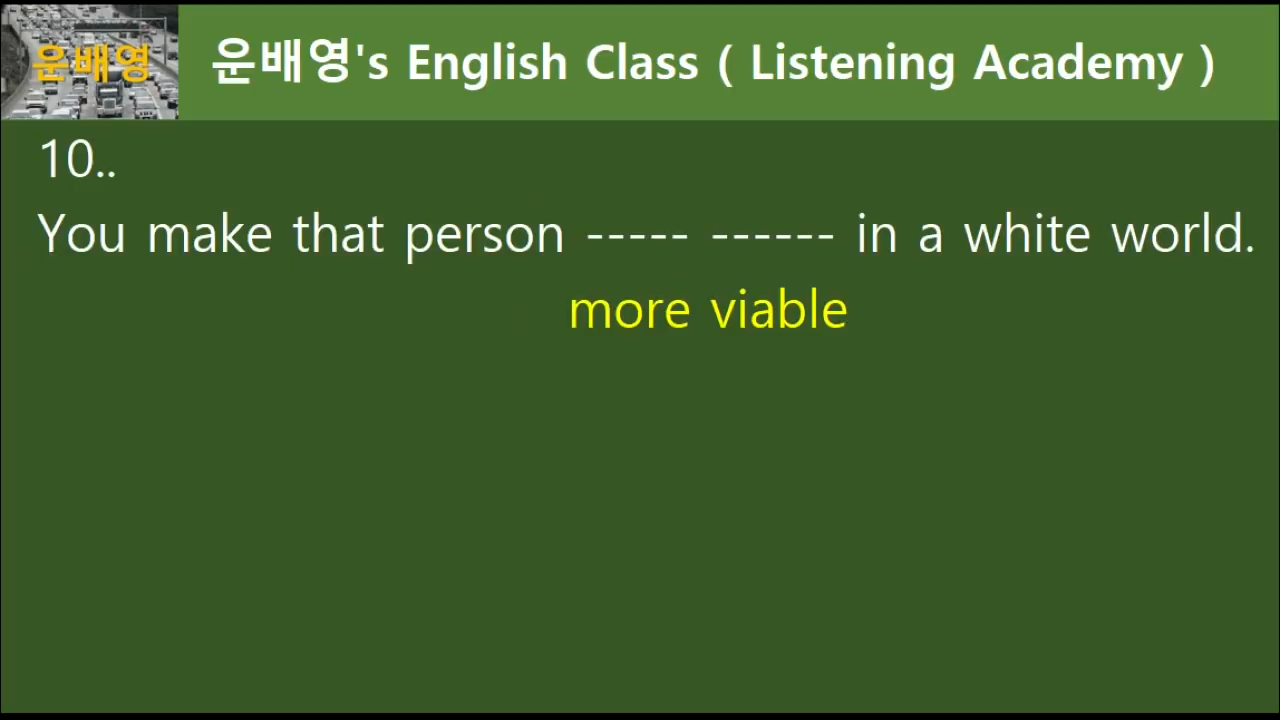 운배영
운배영's English Class ( Listening Academy )
10..
You make that person ----- ------ in a white world.
more viable